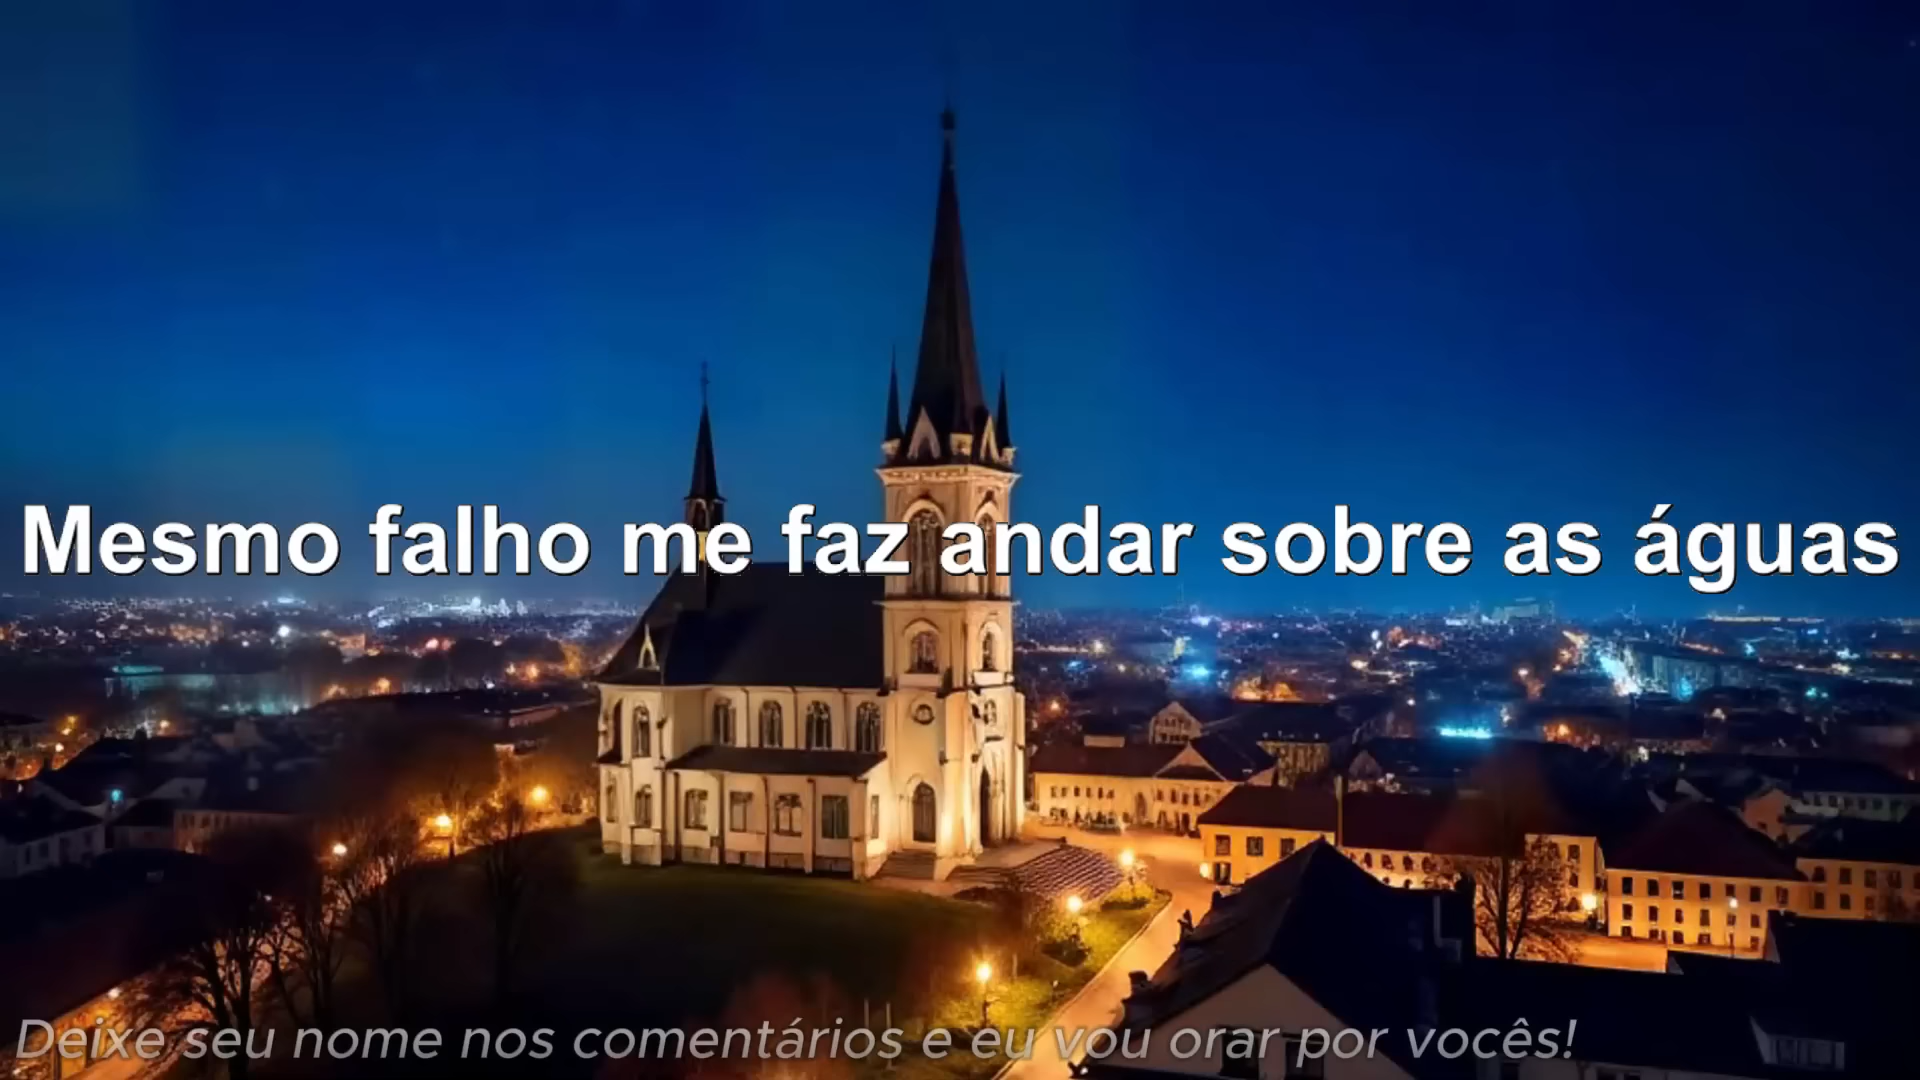 Mesmo falho me faz andar sobre as águas
Deixe seu nome nos comentários e eu vou orar por vocês!